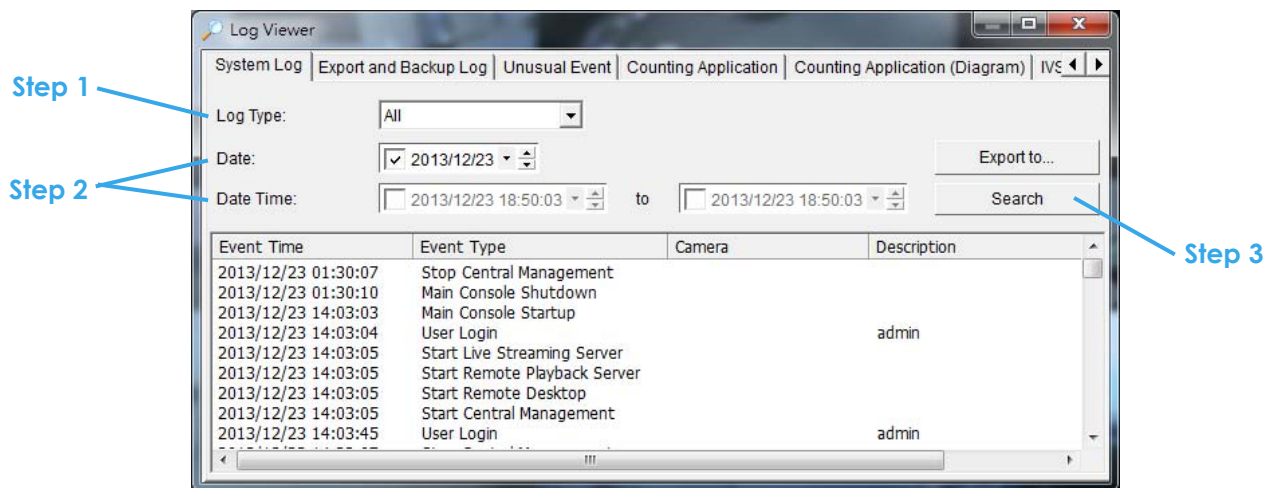 Log Viewer
System Log Export and Backup Log Unusual Event Counting Application Counting Application (Diagram)
Step 1
Log Type: All
Date: 2013/12/23 Export to...
Step 2
Date Time: 2013/12/23 18:50:03 to 2013/12/23 18:50:03 Search
Step 3
Event Time Event Type Camera Description
2013/12/23 01:30:07 Stop Central Management
2013/12/23 01:30:10 Main Console Shutdown
2013/12/23 14:03:03 Main Console Startup
2013/12/23 14:03:04 User Login admin
2013/12/23 14:03:05 Start Live Streaming Server
2013/12/23 14:03:05 Start Remote Playback Server
2013/12/23 14:03:05 Start Remote Desktop
2013/12/23 14:03:05 Start Central Management
2013/12/23 14:03:45 User Login admin